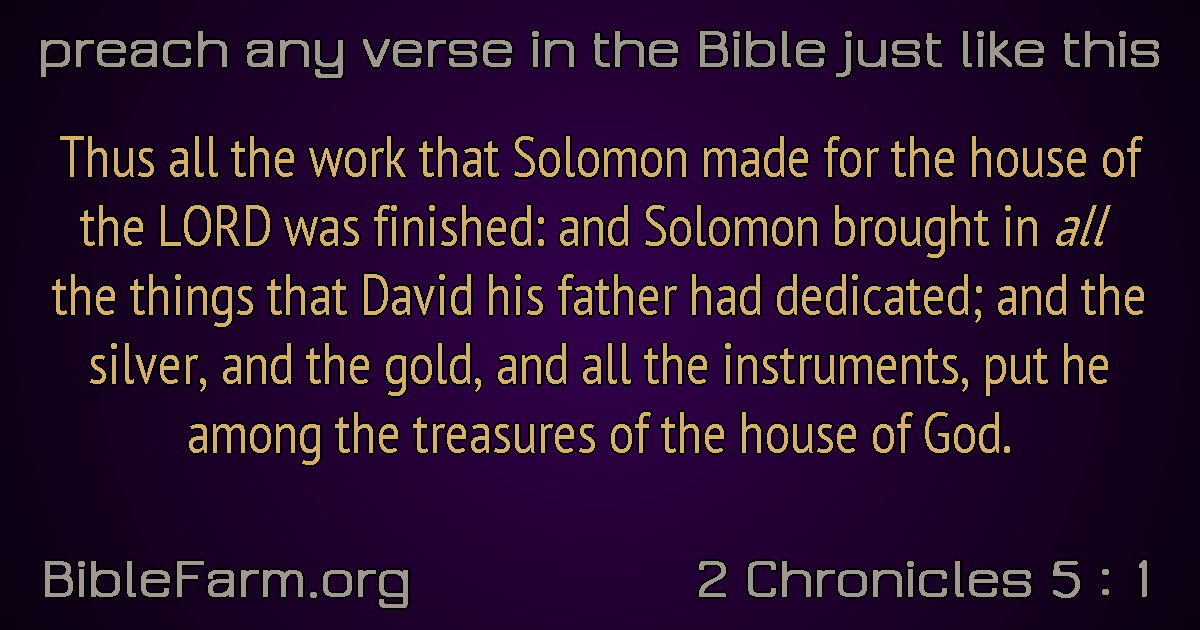 preach any verse in the Bible just like this
Thus all the work that Solomon made for the house of
the LORD was finished: and Solomon brought in all
the things that David his father had dedicated; and the
silver, and the gold, and all the instruments, put he
among the treasures of the house of God.
BibleFarm.org
2 Chronicles 5 : 1